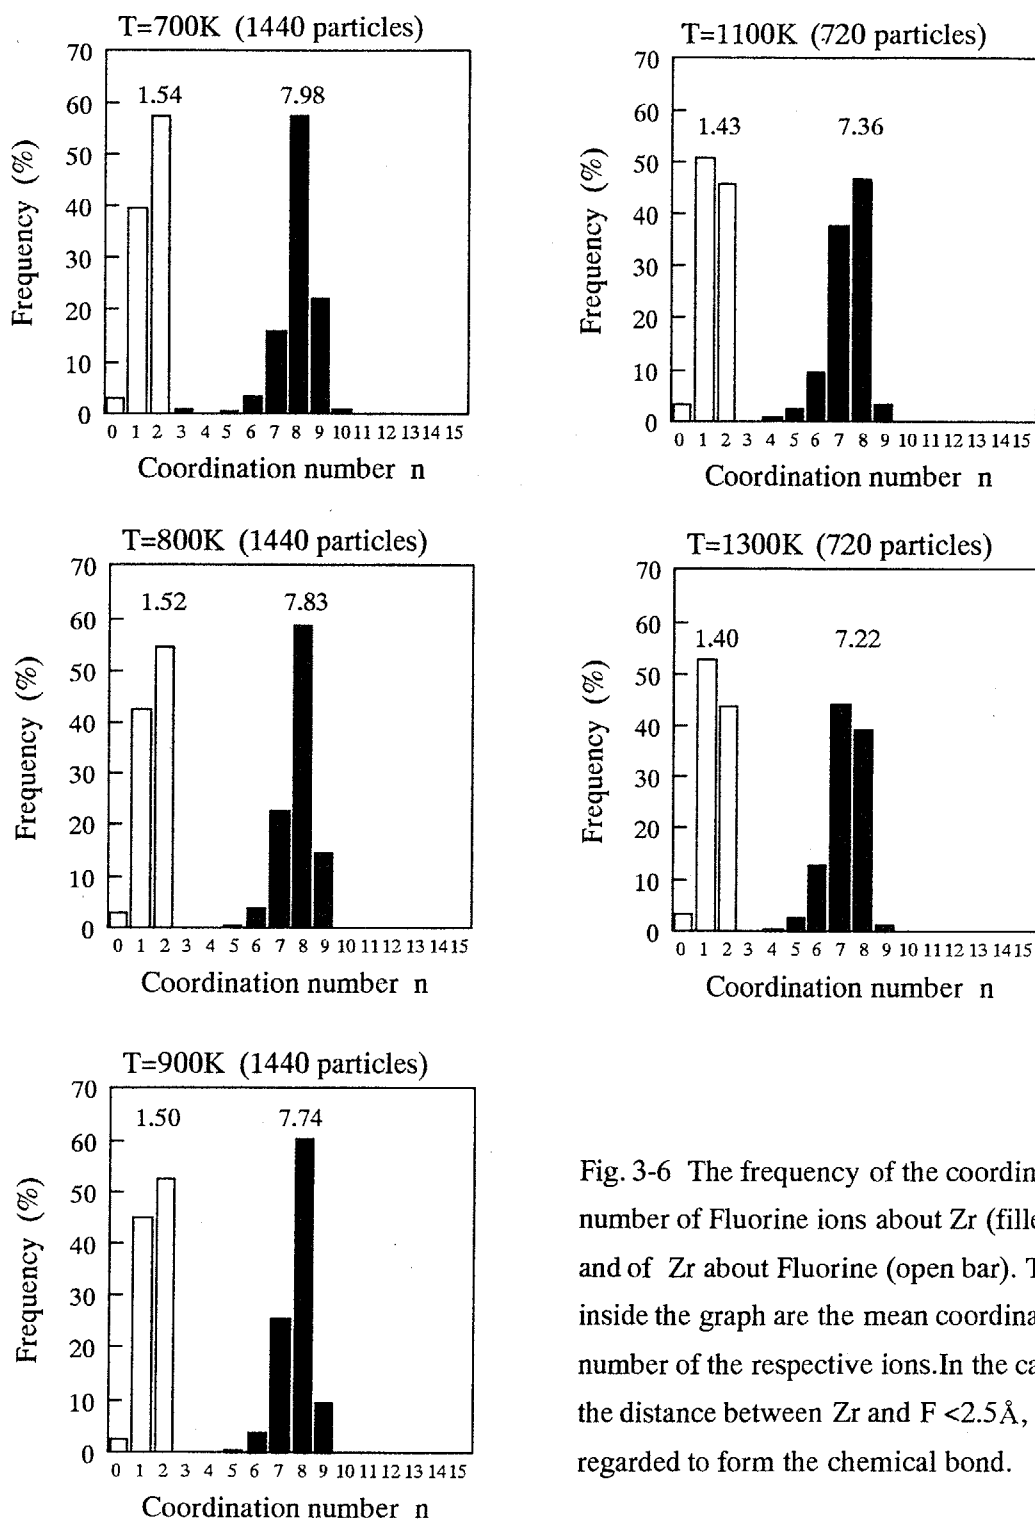 T=700K (1440 particles)
70
60
50
40
30
20
10
0
1.54
7.98
Frequency (%)
0 1 2 3 4 5 6 7 8 9 10 11 12 13 14 15
Coordination number n
T=1100K (720 particles)
70
60
50
40
30
20
10
0
1.43
7.36
Frequency (%)
0 1 2 3 4 5 6 7 8 9 10 11 12 13 14 15
Coordination number n
T=800K (1440 particles)
70
60
50
40
30
20
10
0
1.52
7.83
Frequency (%)
0 1 2 3 4 5 6 7 8 9 10 11 12 13 14 15
Coordination number n
T=1300K (720 particles)
70
60
50
40
30
20
10
0
1.40
7.22
Frequency (%)
0 1 2 3 4 5 6 7 8 9 10 11 12 13 14 15
Coordination number n
T=900K (1440 particles)
70
60
50
40
30
20
10
0
1.50
7.74
Frequency (%)
0 1 2 3 4 5 6 7 8 9 10 11 12 13 14 15
Coordination number n
Fig. 3-6 The frequency of the coordin
number of Fluorine ions about Zr (fille
and of Zr about Fluorine (open bar). T
inside the graph are the mean coordina
number of the respective ions.In the ca
the distance between Zr and F <2.5Å,
regarded to form the chemical bond.